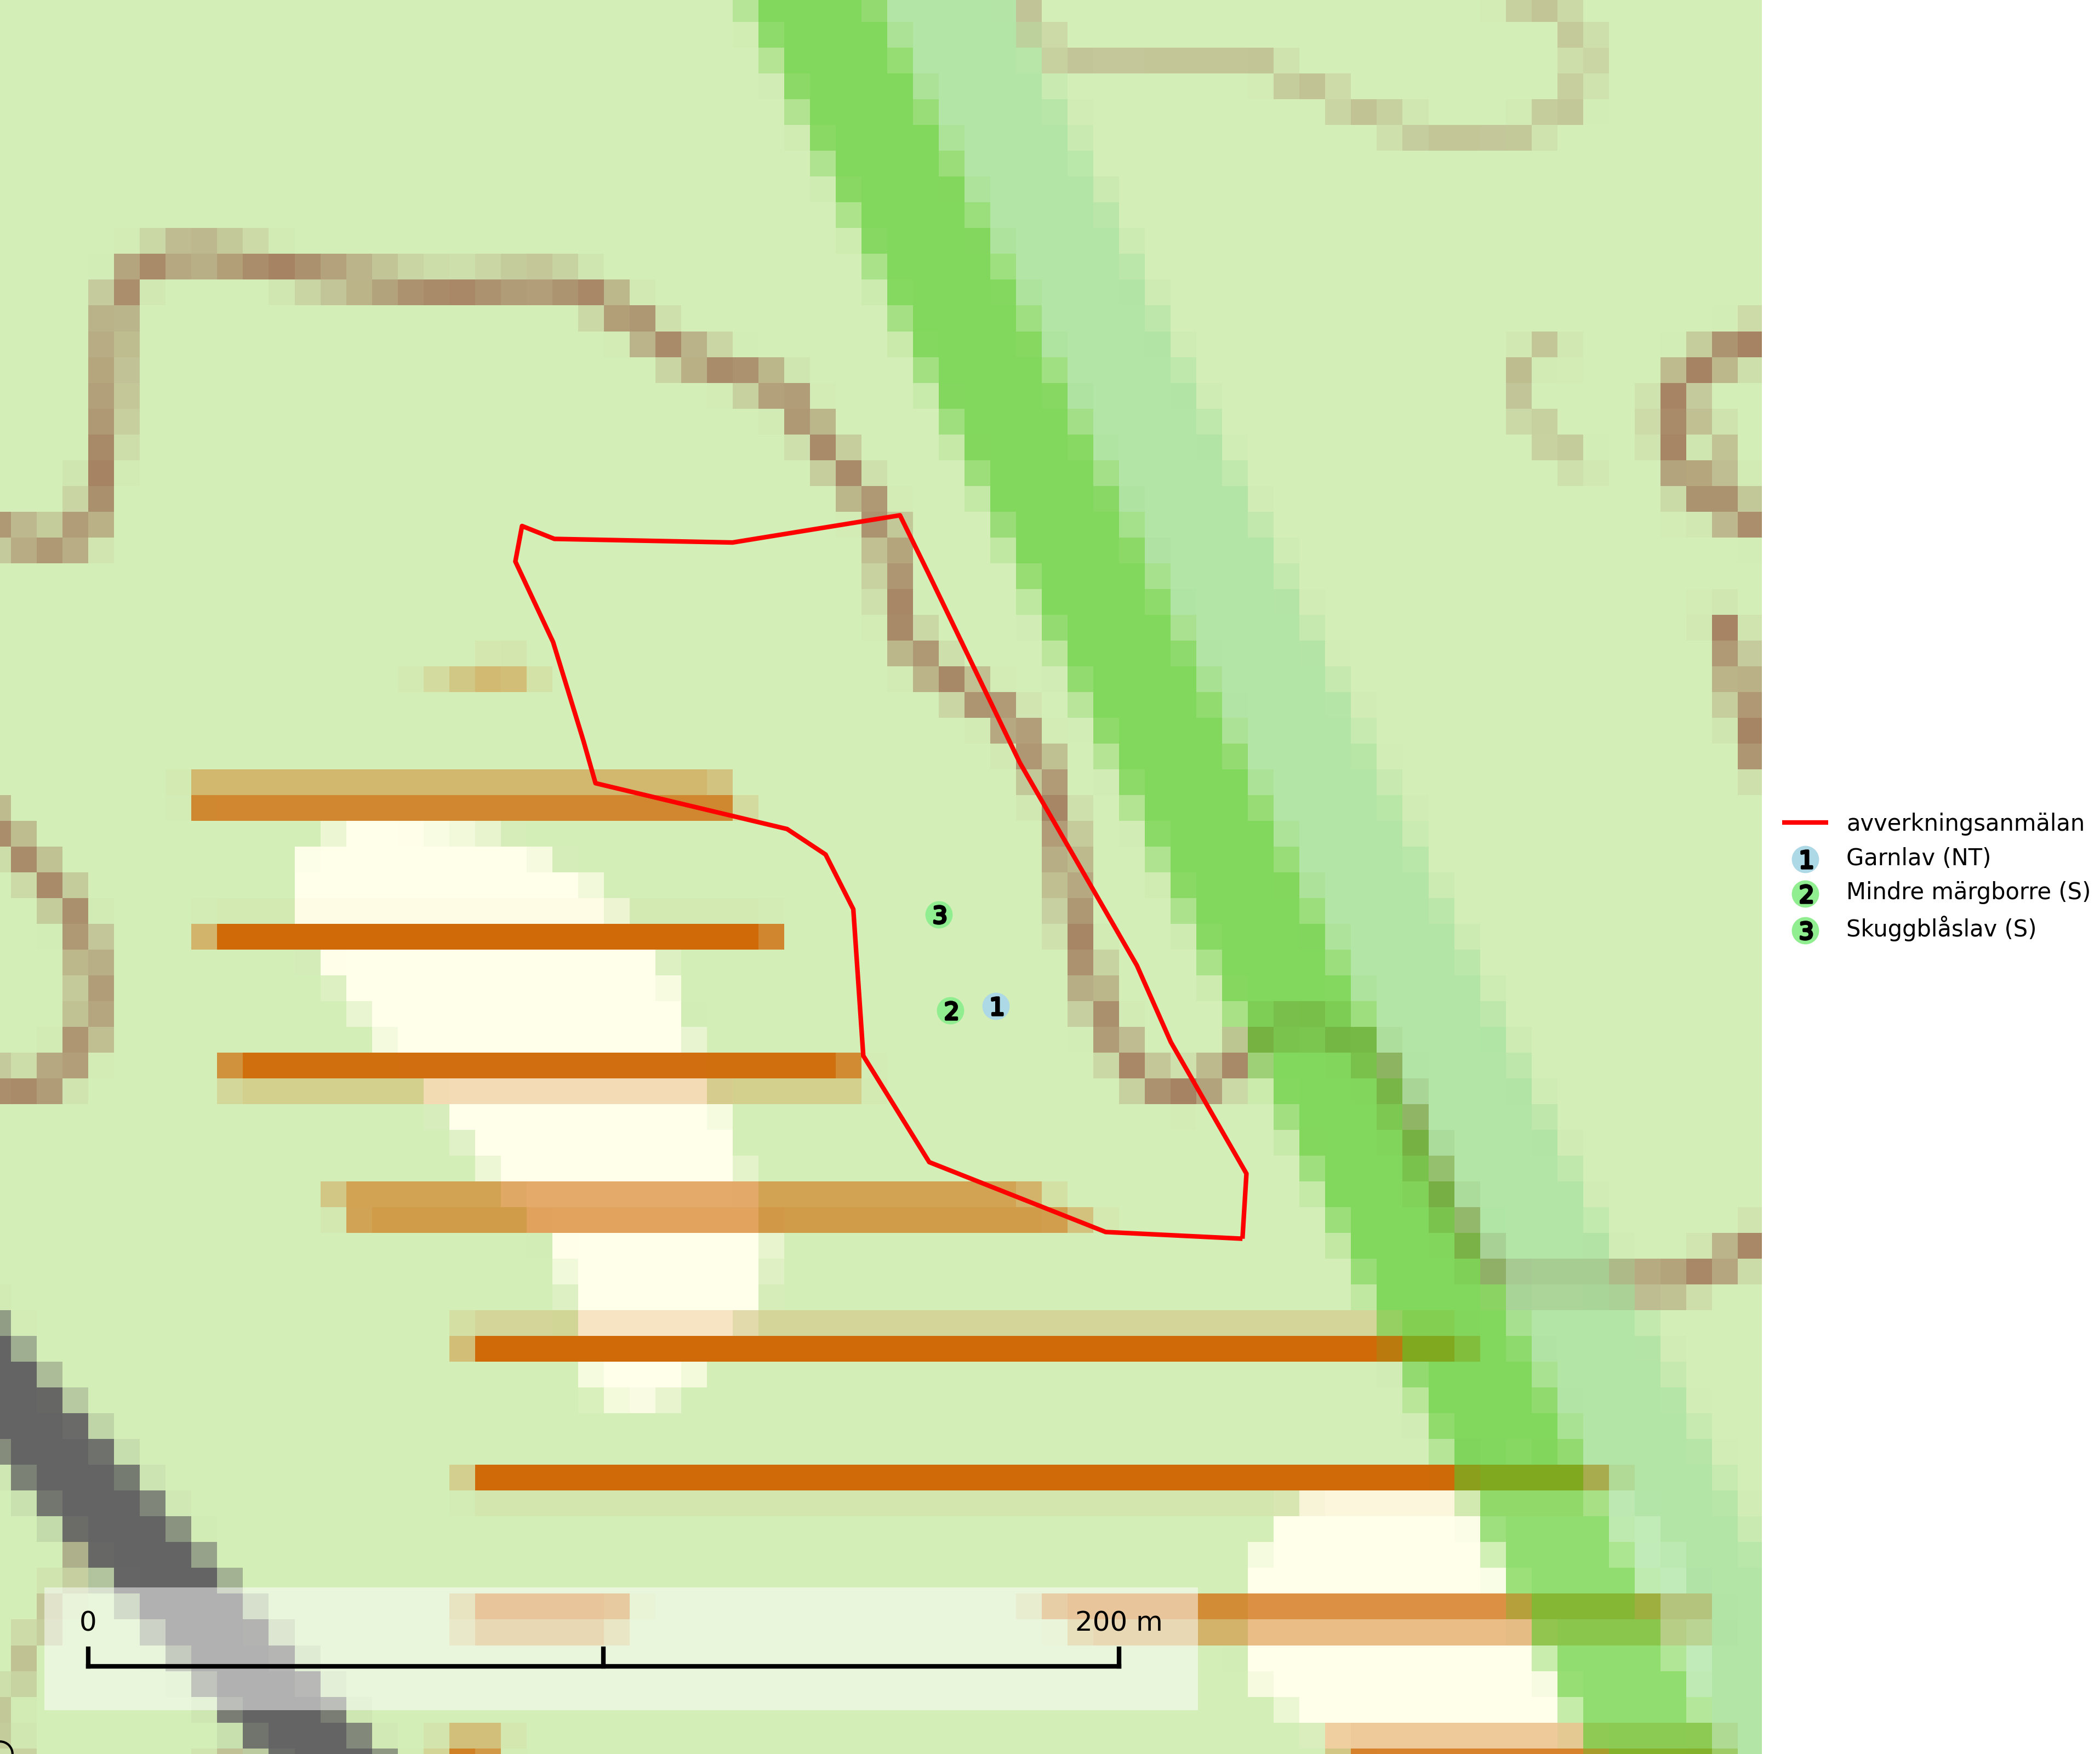 3
2
1
avverkningsanmälan
1 Garnlav (NT)
2 Mindre märgborre (S)
3 Skuggblåslav (S)
0 200 m